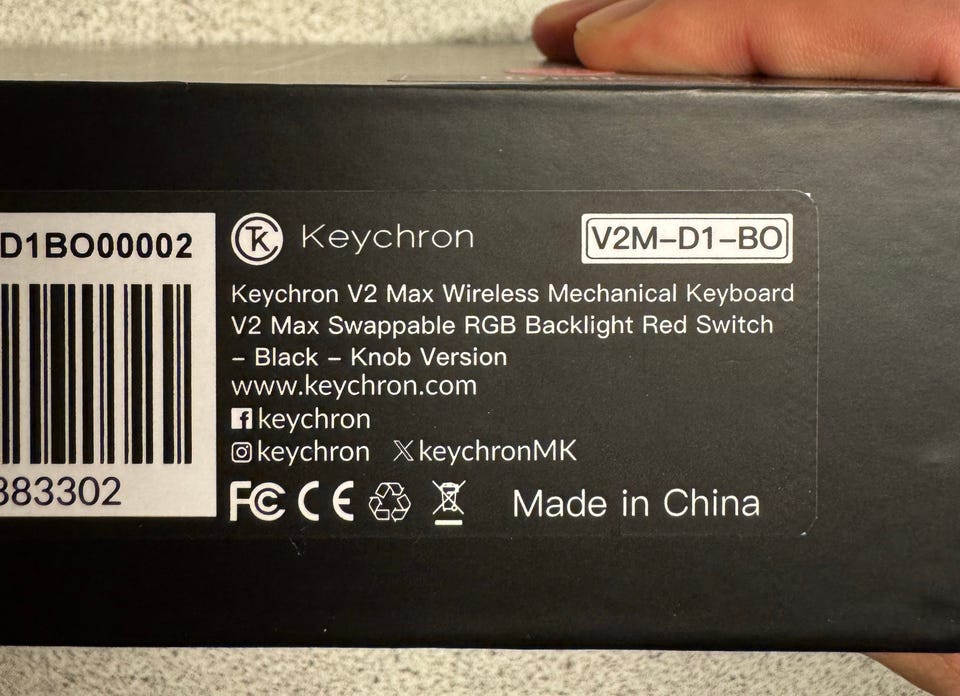 D1BO00002
883302
Keychron
V2M-D1-BO
Keychron V2 Max Wireless Mechanical Keyboard
V2 Max Swappable RGB Backlight Red Switch
– Black – Knob Version
www.keychron.com
keychron
keychron keychronMK
FC CE Made in China